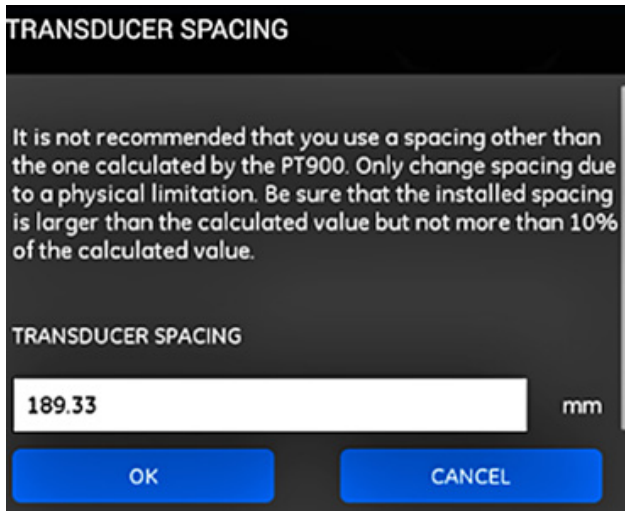 TRANSDUCER SPACING
It is not recommended that you use a spacing other than
the one calculated by the PT900. Only change spacing due
to a physical limitation. Be sure that the installed spacing
is larger than the calculated value but not more than 10%
of the calculated value.
TRANSDUCER SPACING
189.33 mm
OK CANCEL